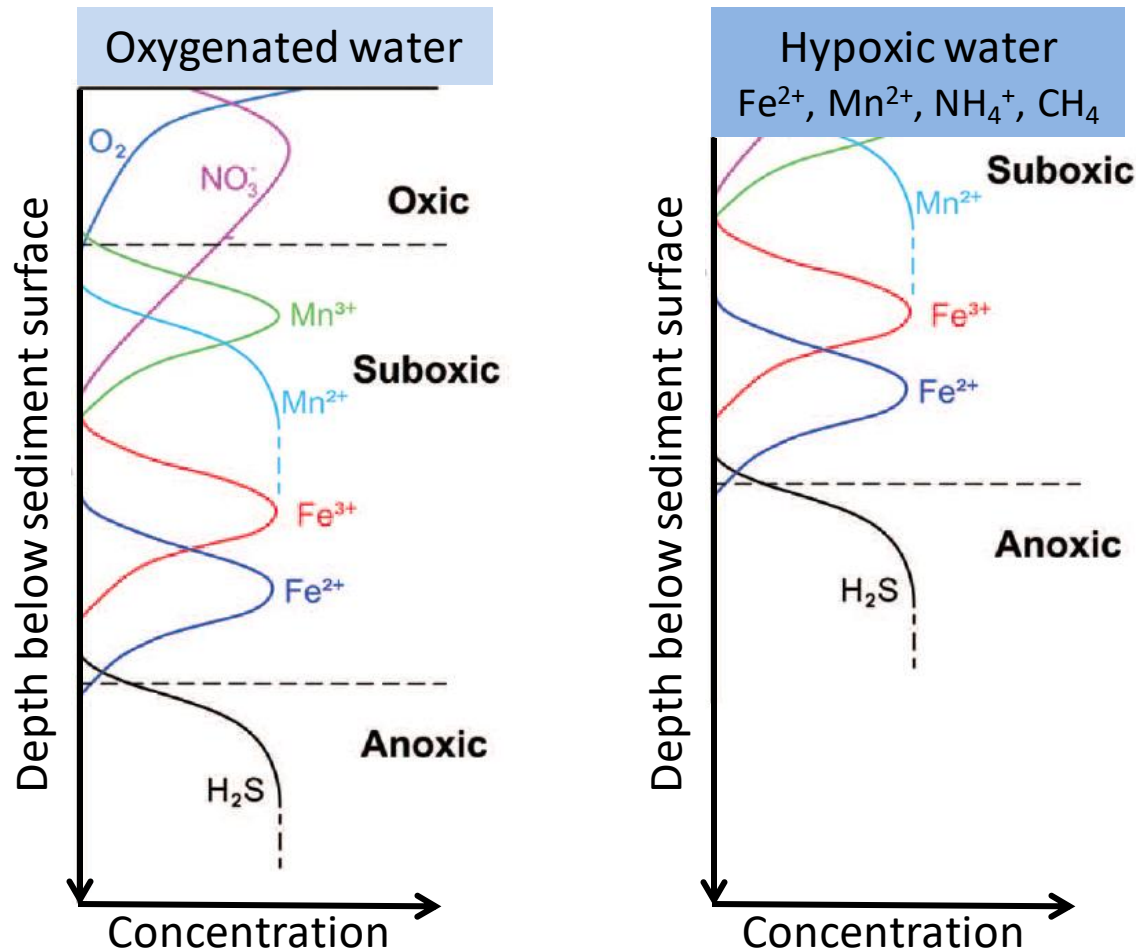 Oxygenated water
O₂
NO₃⁻
Oxic
Mn³⁺
Suboxic
Mn²⁺
Fe³⁺
Fe²⁺
Anoxic
H₂S
Depth below sediment surface
Concentration
Hypoxic water
Fe²⁺, Mn²⁺, NH₄⁺, CH₄
Suboxic
Mn²⁺
Fe³⁺
Fe²⁺
Anoxic
H₂S
Depth below sediment surface
Concentration